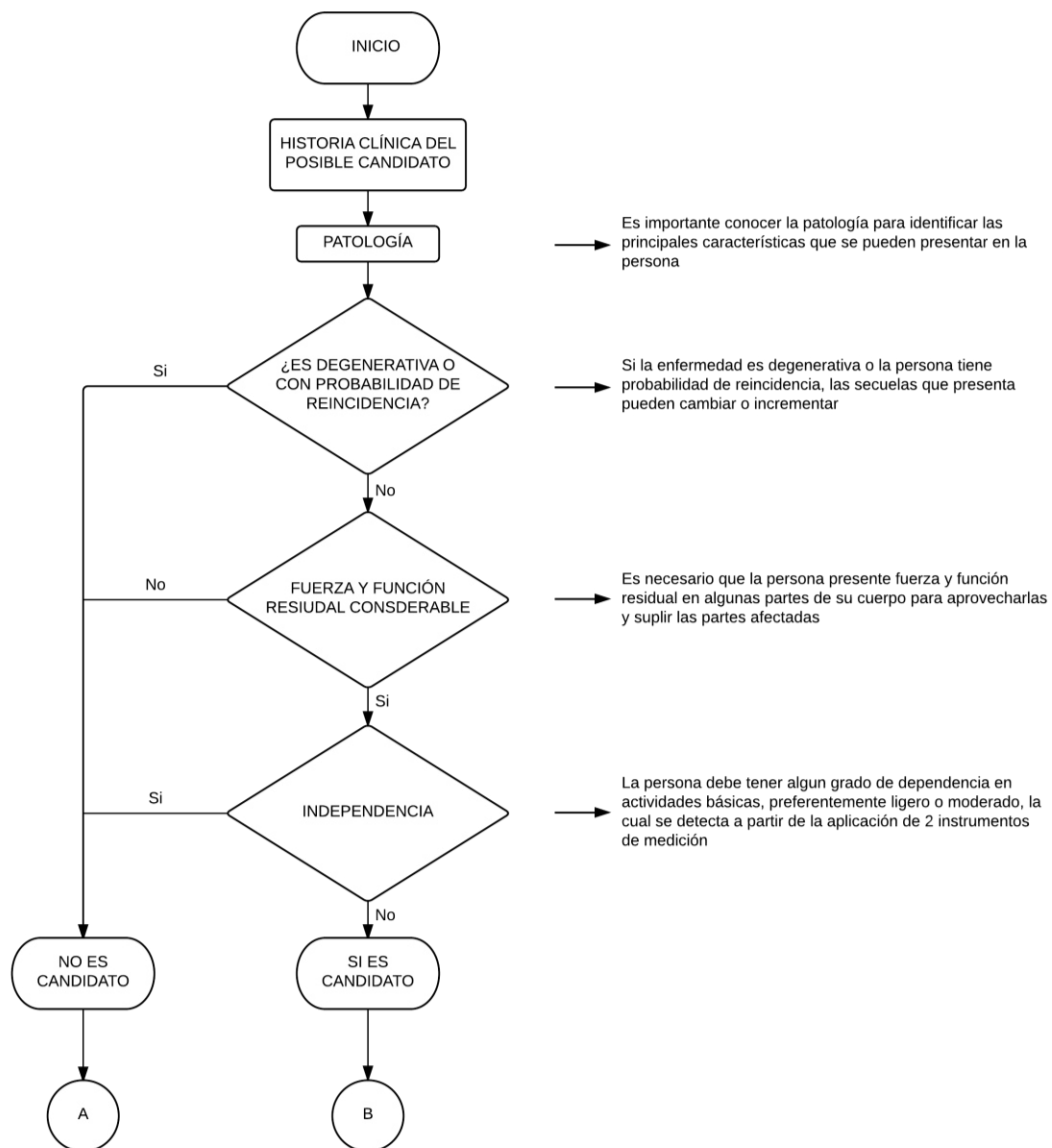 INICIO
HISTORIA CLÍNICA DEL
POSIBLE CANDIDATO
PATOLOGÍA
Es importante conocer la patología para identificar las
principales características que se pueden presentar en la
persona
¿ES DEGENERATIVA O
CON PROBABILIDAD DE
REINCIDENCIA?
Si
Si la enfermedad es degenerativa o la persona tiene
probabilidad de reincidencia, las secuelas que presenta
pueden cambiar o incrementar
No
FUERZA Y FUNCIÓN
RESIUDAL CONSDERABLE
No
Es necesario que la persona presente fuerza y función
residual en algunas partes de su cuerpo para aprovecharlas
y suplir las partes afectadas
Si
INDEPENDENCIA
Si
La persona debe tener algun grado de dependencia en
actividades básicas, preferentemente ligero o moderado, la
cual se detecta a partir de la aplicación de 2 instrumentos
de medición
No
NO ES
CANDIDATO
SI ES
CANDIDATO
A
B